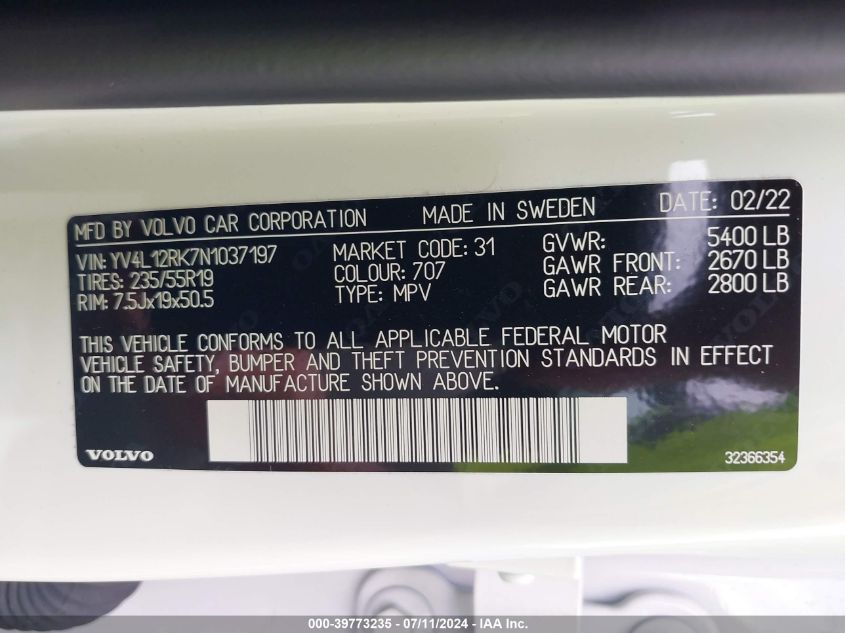 MFD BY VOLVO CAR CORPORATION MADE IN SWEDEN DATE: 02/22
VIN: YV4L12RK7N1037197 MARKET CODE: 31 GVWR: 5400 LB
TIRES: 235/55R19 COLOUR: 707 GAWR FRONT: 2670 LB
RIM: 7.5Jx19x50.5 TYPE: MPV GAWR REAR: 2800 LB
THIS VEHICLE CONFORMS TO ALL APPLICABLE FEDERAL MOTOR
VEHICLE SAFETY, BUMPER AND THEFT PREVENTION STANDARDS IN EFFECT
ON THE DATE OF MANUFACTURE SHOWN ABOVE.
VOLVO 32366354
000-39773235 - 07/11/2024 - IAA Inc.